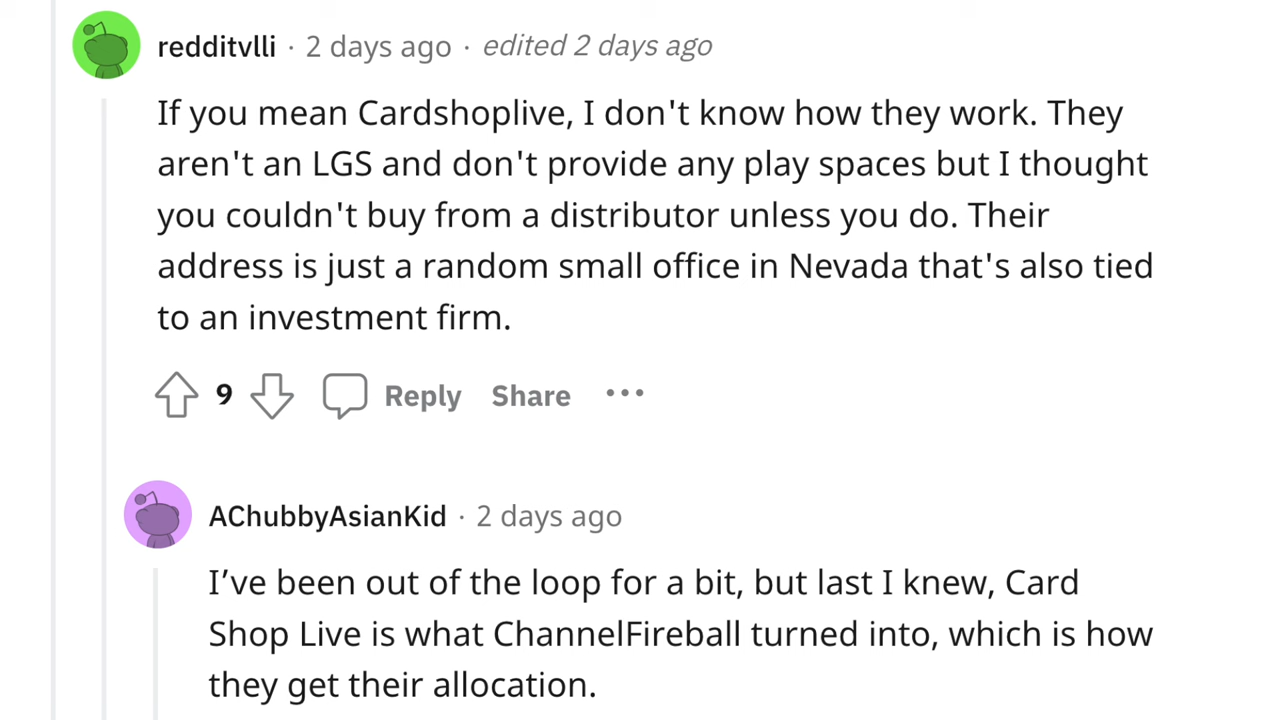 redditvlli · 2 days ago · edited 2 days ago
If you mean Cardshoplive, I don't know how they work. They
aren't an LGS and don't provide any play spaces but I thought
you couldn't buy from a distributor unless you do. Their
address is just a random small office in Nevada that's also tied
to an investment firm.
9 Reply Share ···
AChubbyAsianKid · 2 days ago
I’ve been out of the loop for a bit, but last I knew, Card
Shop Live is what ChannelFireball turned into, which is how
they get their allocation.